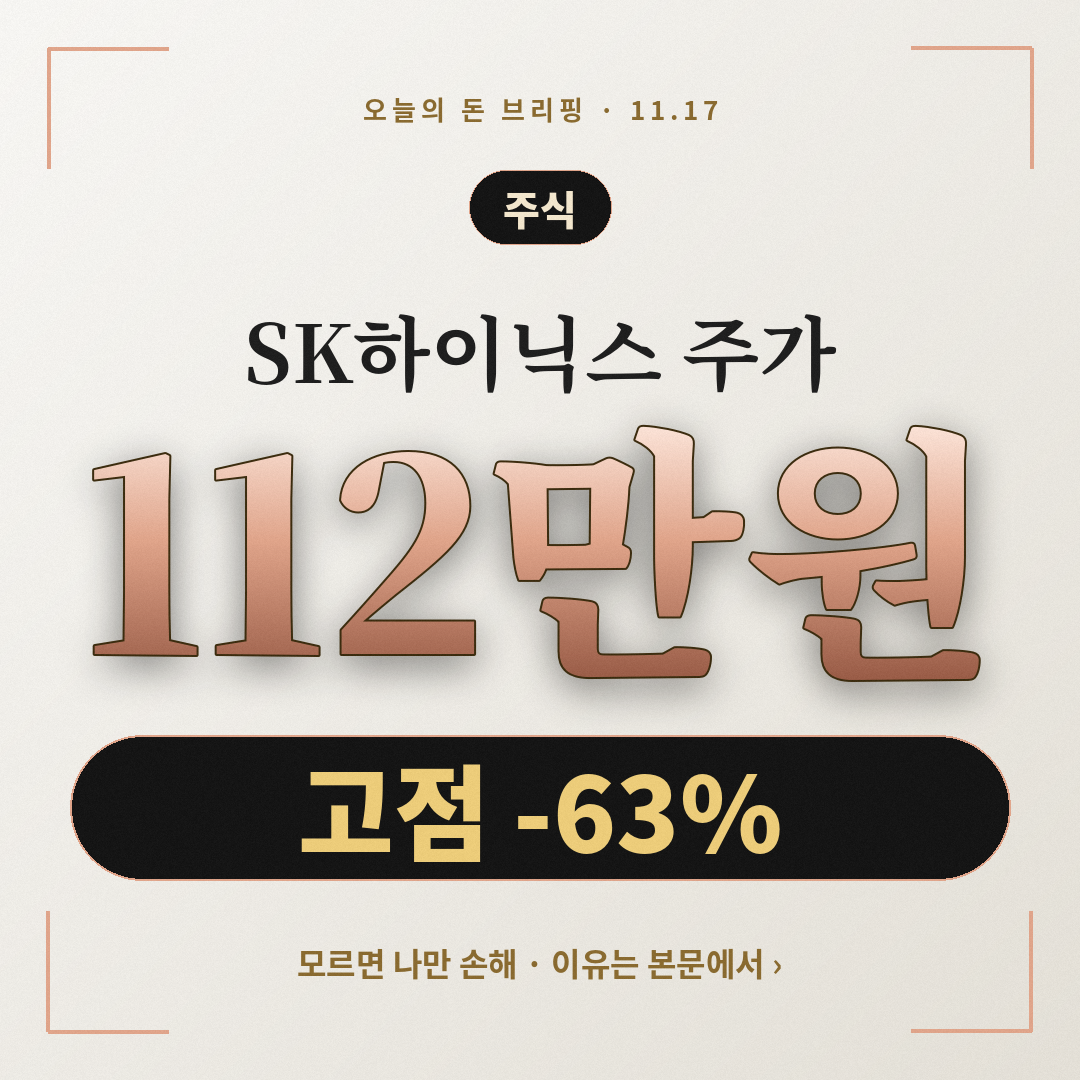 오늘의 돈 브리핑 · 11.17
주식
SK하이닉스 주가
112만원
고점 -63%
모르면 나만 손해 · 이유는 본문에서 ›